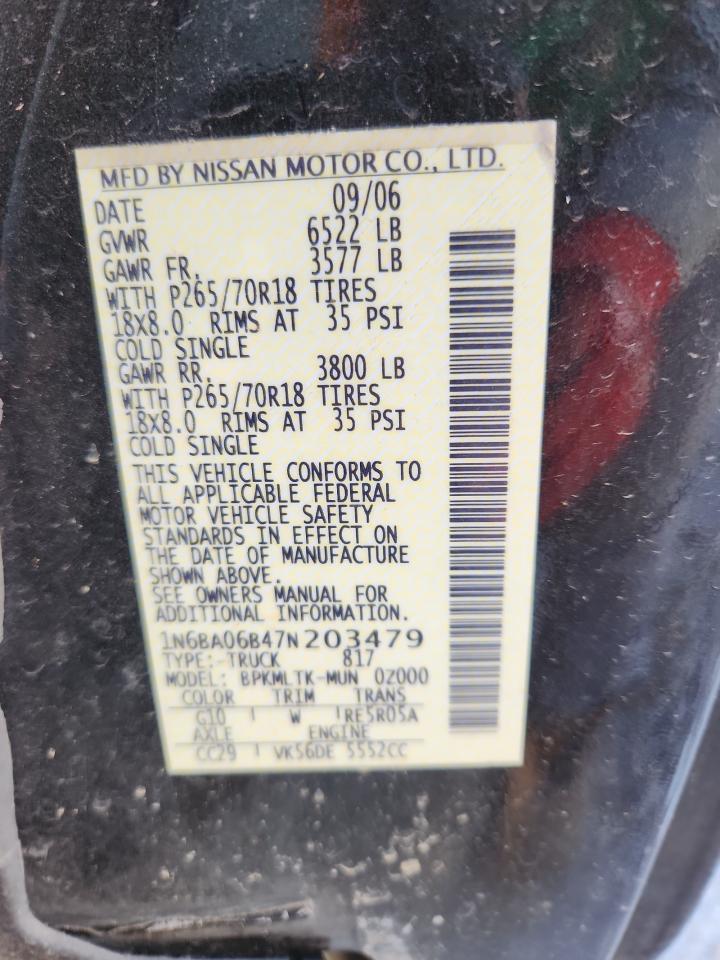 MFD BY NISSAN MOTOR CO., LTD.
DATE 09/06
GVWR 6522 LB
GAWR FR. 3577 LB
WITH P265/70R18 TIRES
18X8.0 RIMS AT 35 PSI
COLD SINGLE
GAWR RR. 3800 LB
WITH P265/70R18 TIRES
18X8.0 RIMS AT 35 PSI
COLD SINGLE
THIS VEHICLE CONFORMS TO
ALL APPLICABLE FEDERAL
MOTOR VEHICLE SAFETY
STANDARDS IN EFFECT ON
THE DATE OF MANUFACTURE
SHOWN ABOVE.
SEE OWNERS MANUAL FOR
ADDITIONAL INFORMATION.
1N6BA06B47N203479
TYPE: TRUCK 817
MODEL: BPKMLTK-MUN 0Z000
COLOR TRIM TRANS
G10 W RE5R05A
AXLE ENGINE
CC29 VK56DE 5552CC